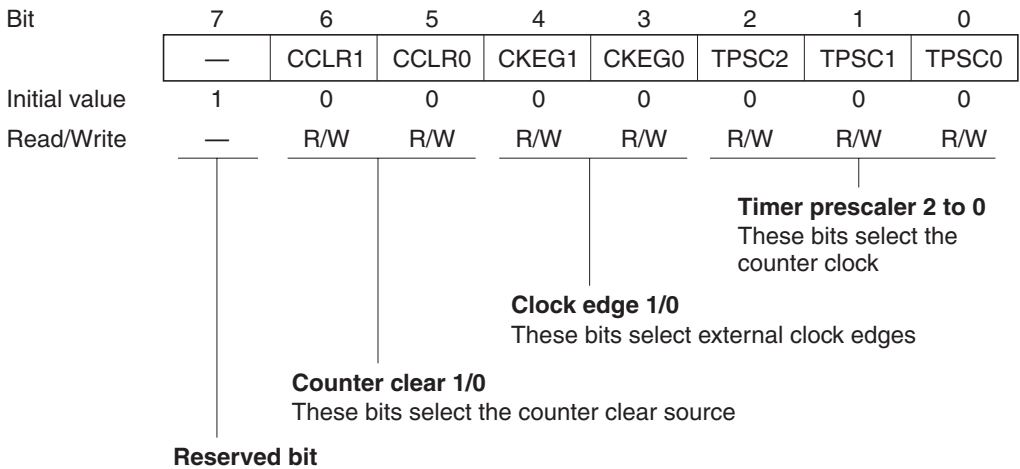 Bit 7 6 5 4 3 2 1 0
— CCLR1 CCLR0 CKEG1 CKEG0 TPSC2 TPSC1 TPSC0
Initial value 1 0 0 0 0 0 0 0
Read/Write — R/W R/W R/W R/W R/W R/W R/W
Timer prescaler 2 to 0
These bits select the
counter clock
Clock edge 1/0
These bits select external clock edges
Counter clear 1/0
These bits select the counter clear source
Reserved bit